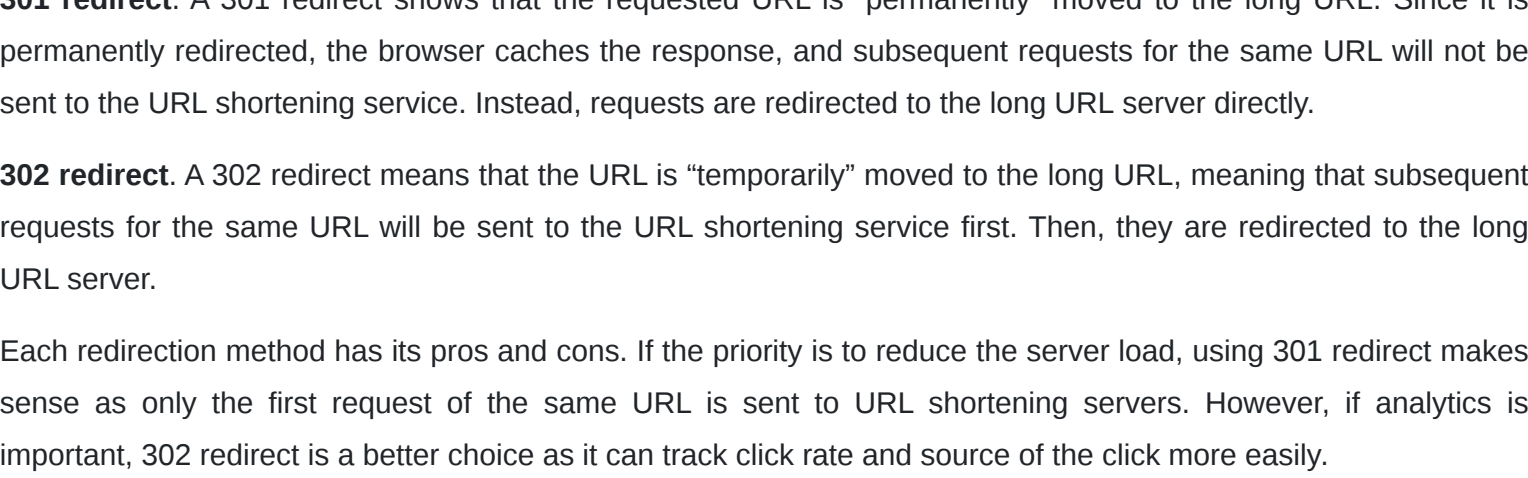 301 redirect. A 301 redirect shows that the requested URL is “permanently” moved to the long URL. Since it is
permanently redirected, the browser caches the response, and subsequent requests for the same URL will not be
sent to the URL shortening service. Instead, requests are redirected to the long URL server directly.
302 redirect. A 302 redirect means that the URL is “temporarily” moved to the long URL, meaning that subsequent
requests for the same URL will be sent to the URL shortening service first. Then, they are redirected to the long
URL server.
Each redirection method has its pros and cons. If the priority is to reduce the server load, using 301 redirect makes
sense as only the first request of the same URL is sent to URL shortening servers. However, if analytics is
important, 302 redirect is a better choice as it can track click rate and source of the click more easily.